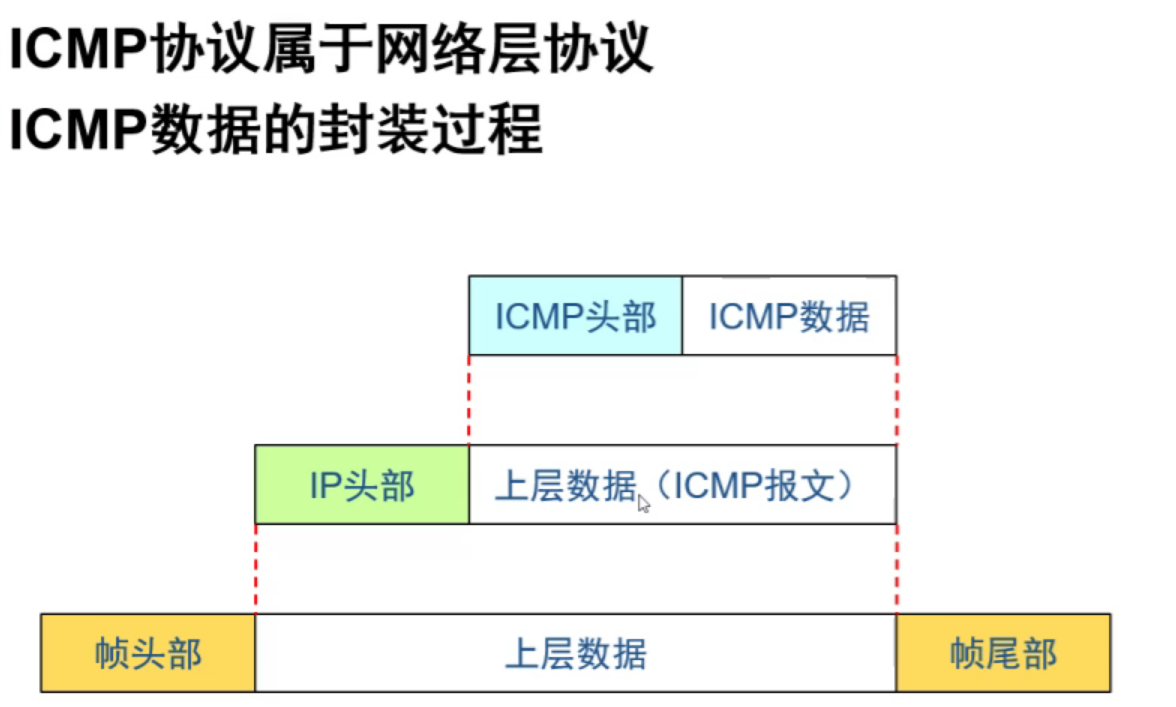 ICMP协议属于网络层协议
ICMP数据的封装过程
ICMP头部 ICMP数据
IP头部 上层数据（ICMP报文）
帧头部 上层数据 帧尾部